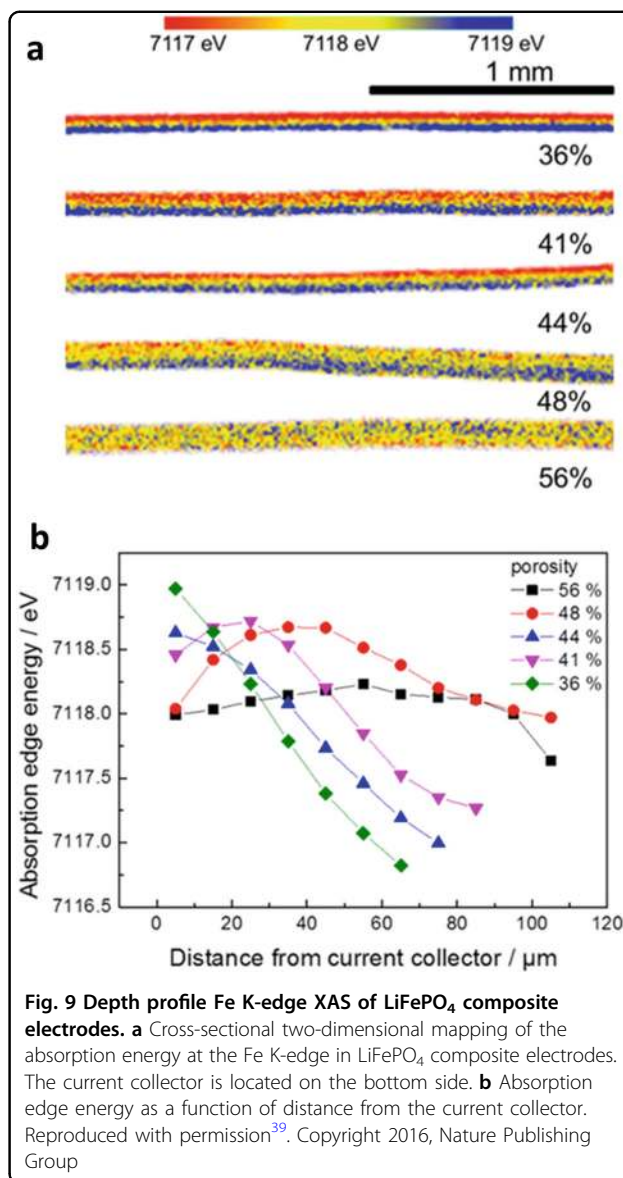 7117 eV 7118 eV 7119 eV
a
1 mm
36%
41%
44%
48%
56%
b
porosity
56 %
48 %
44 %
41 %
36 %
7119.0
7118.5
7118.0
7117.5
7117.0
7116.5
Absorption edge energy / eV
0 20 40 60 80 100 120
Distance from current collector / µm
Fig. 9 Depth profile Fe K-edge XAS of LiFePO₄ composite
electrodes. a Cross-sectional two-dimensional mapping of the
absorption energy at the Fe K-edge in LiFePO₄ composite electrodes.
The current collector is located on the bottom side. b Absorption
edge energy as a function of distance from the current collector.
Reproduced with permission³⁹. Copyright 2016, Nature Publishing
Group